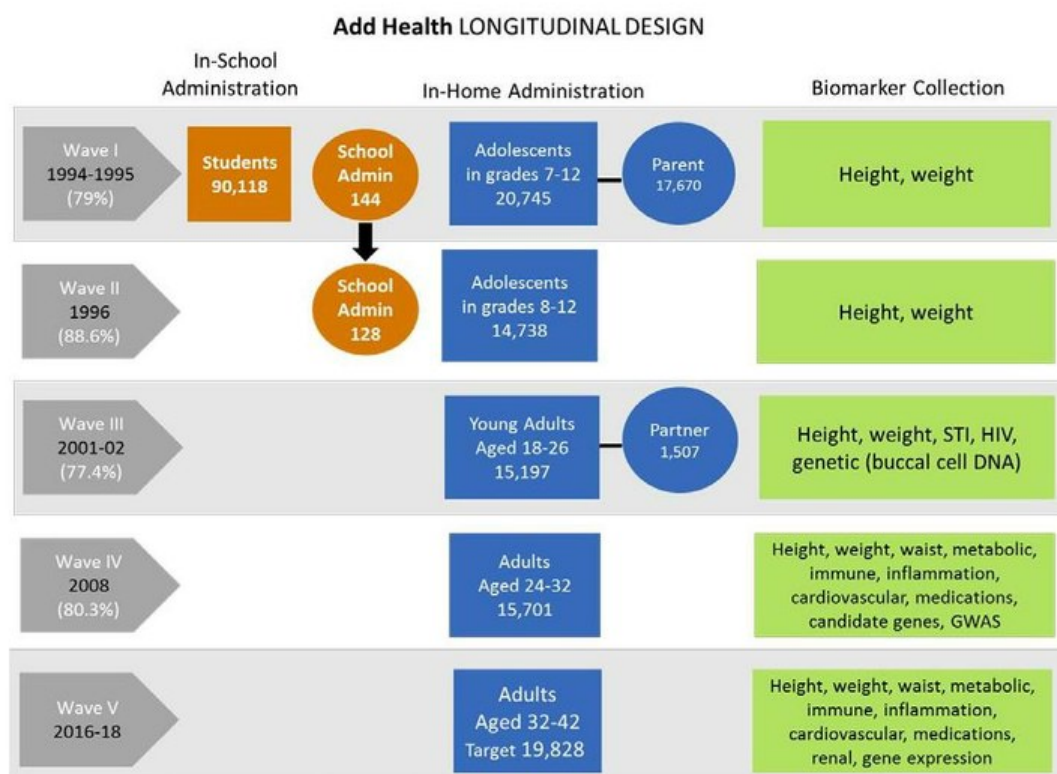 Add Health LONGITUDINAL DESIGN
In-School
Administration
In-Home Administration
Biomarker Collection
Wave I
1994-1995
(79%)
Students
90,118
School
Admin
144
Adolescents
in grades 7-12
20,745
Parent
17,670
Height, weight
Wave II
1996
(88.6%)
School
Admin
128
Adolescents
in grades 8-12
14,738
Height, weight
Wave III
2001-02
(77.4%)
Young Adults
Aged 18-26
15,197
Partner
1,507
Height, weight, STI, HIV,
genetic (buccal cell DNA)
Wave IV
2008
(80.3%)
Adults
Aged 24-32
15,701
Height, weight, waist, metabolic,
immune, inflammation,
cardiovascular, medications,
candidate genes, GWAS
Wave V
2016-18
Adults
Aged 32-42
Target 19,828
Height, weight, waist, metabolic,
immune, inflammation,
cardiovascular, medications,
renal, gene expression